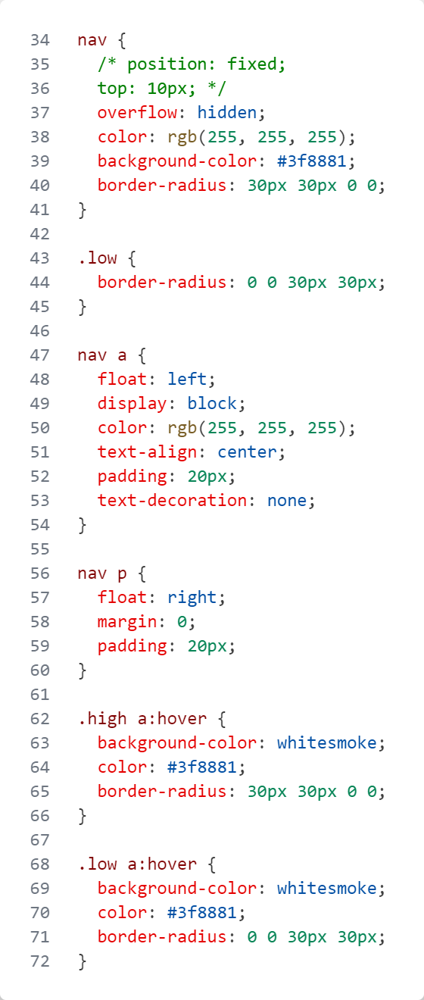 34 nav {
35   /* position: fixed;
36   top: 10px; */
37   overflow: hidden;
38   color: rgb(255, 255, 255);
39   background-color: #3f8881;
40   border-radius: 30px 30px 0 0;
41 }
42
43 .low {
44   border-radius: 0 0 30px 30px;
45 }
46
47 nav a {
48   float: left;
49   display: block;
50   color: rgb(255, 255, 255);
51   text-align: center;
52   padding: 20px;
53   text-decoration: none;
54 }
55
56 nav p {
57   float: right;
58   margin: 0;
59   padding: 20px;
60 }
61
62 .high a:hover {
63   background-color: whitesmoke;
64   color: #3f8881;
65   border-radius: 30px 30px 0 0;
66 }
67
68 .low a:hover {
69   background-color: whitesmoke;
70   color: #3f8881;
71   border-radius: 0 0 30px 30px;
72 }